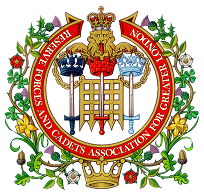 RESERVE FORCES AND CADETS ASSOCIATION FOR GREATER LONDON